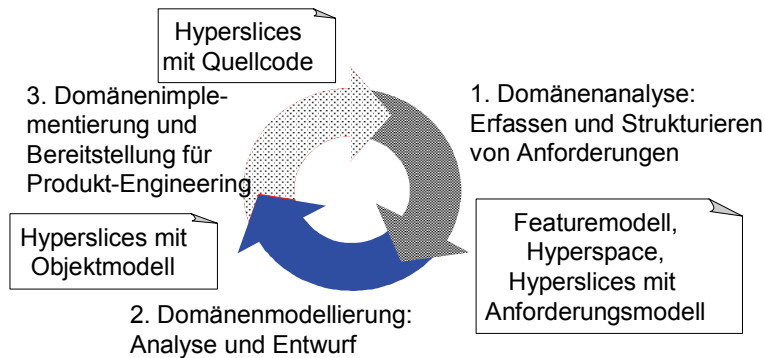 Hyperslices
mit Quellcode
3. Domänenimple-
mentierung und
Bereitstellung für
Produkt-Engineering
1. Domänenanalyse:
Erfassen und Strukturieren
von Anforderungen
Hyperslices mit
Objektmodell
Featuremodell,
Hyperspace,
Hyperslices mit
Anforderungsmodell
2. Domänenmodellierung:
Analyse und Entwurf